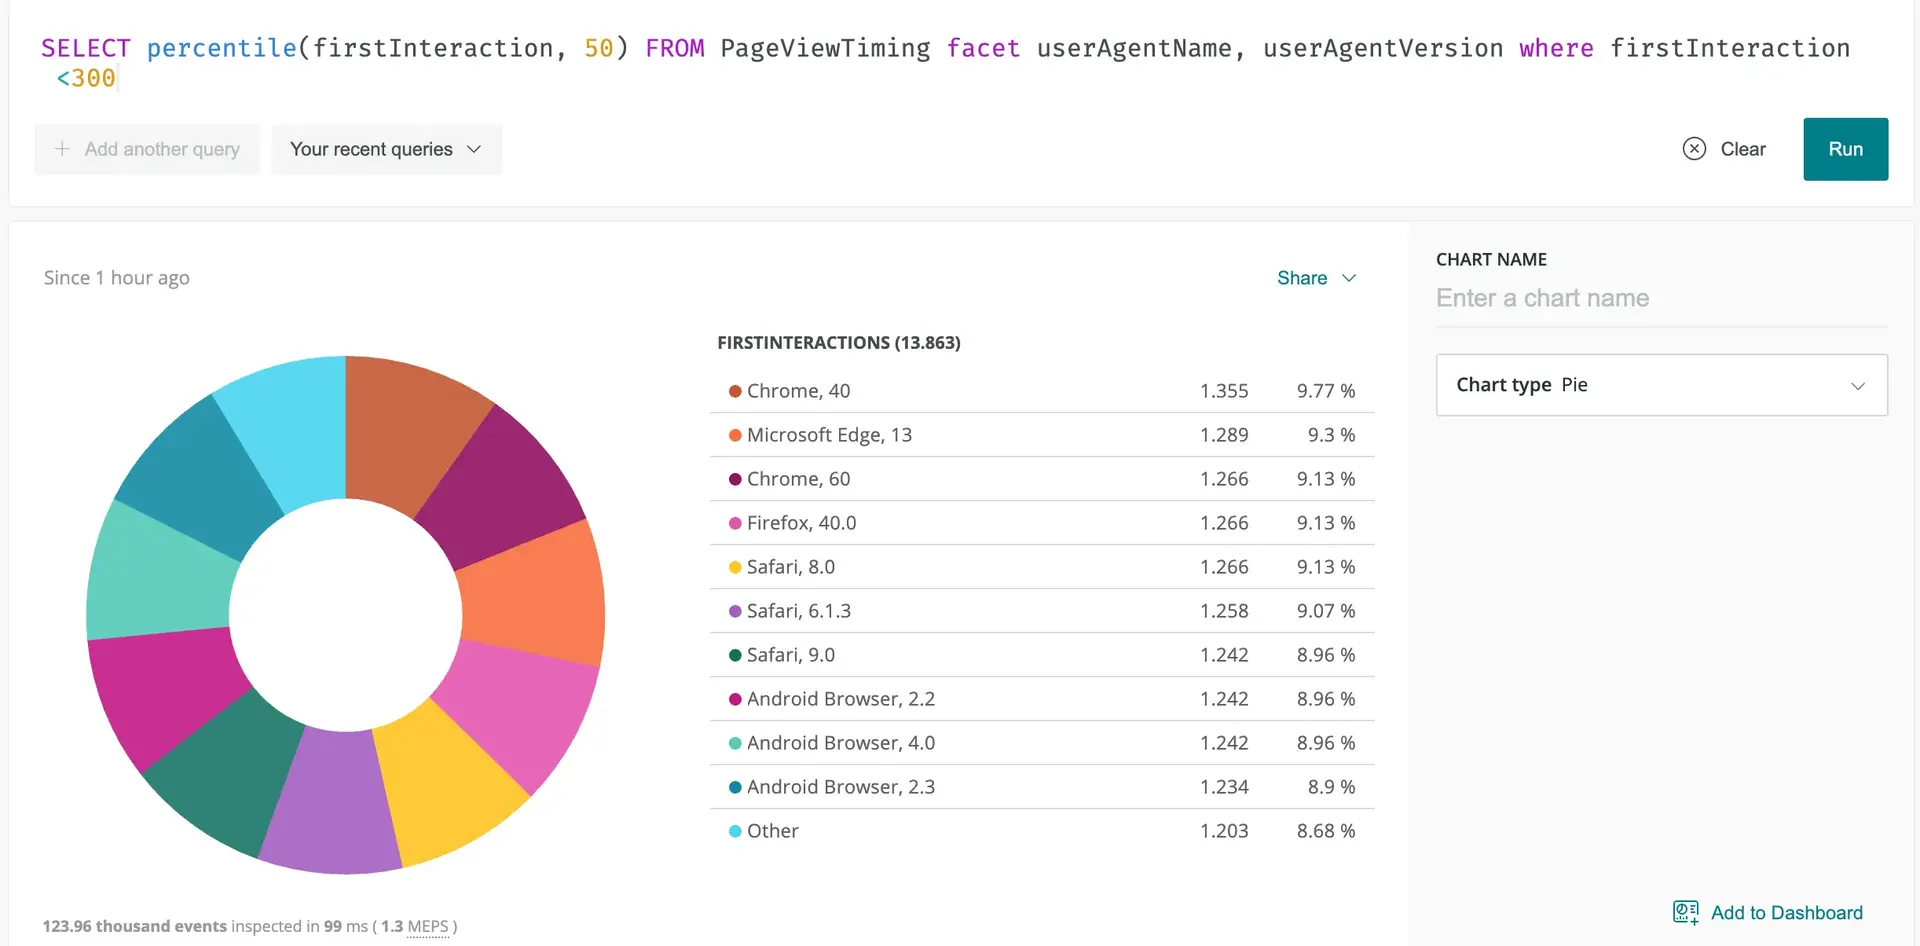 SELECT percentile(firstInteraction, 50) FROM PageViewTiming facet userAgentName, userAgentVersion where firstInteraction
<300
+ Add another query
Your recent queries
Clear
Run
Since 1 hour ago
Share
FIRSTINTERACTIONS (13.863)
Chrome, 40 1.355 9.77 %
Microsoft Edge, 13 1.289 9.3 %
Chrome, 60 1.266 9.13 %
Firefox, 40.0 1.266 9.13 %
Safari, 8.0 1.266 9.13 %
Safari, 6.1.3 1.258 9.07 %
Safari, 9.0 1.242 8.96 %
Android Browser, 2.2 1.242 8.96 %
Android Browser, 4.0 1.242 8.96 %
Android Browser, 2.3 1.234 8.9 %
Other 1.203 8.68 %
123.96 thousand events inspected in 99 ms ( 1.3 MEPS )
CHART NAME
Enter a chart name
Chart type Pie
Add to Dashboard